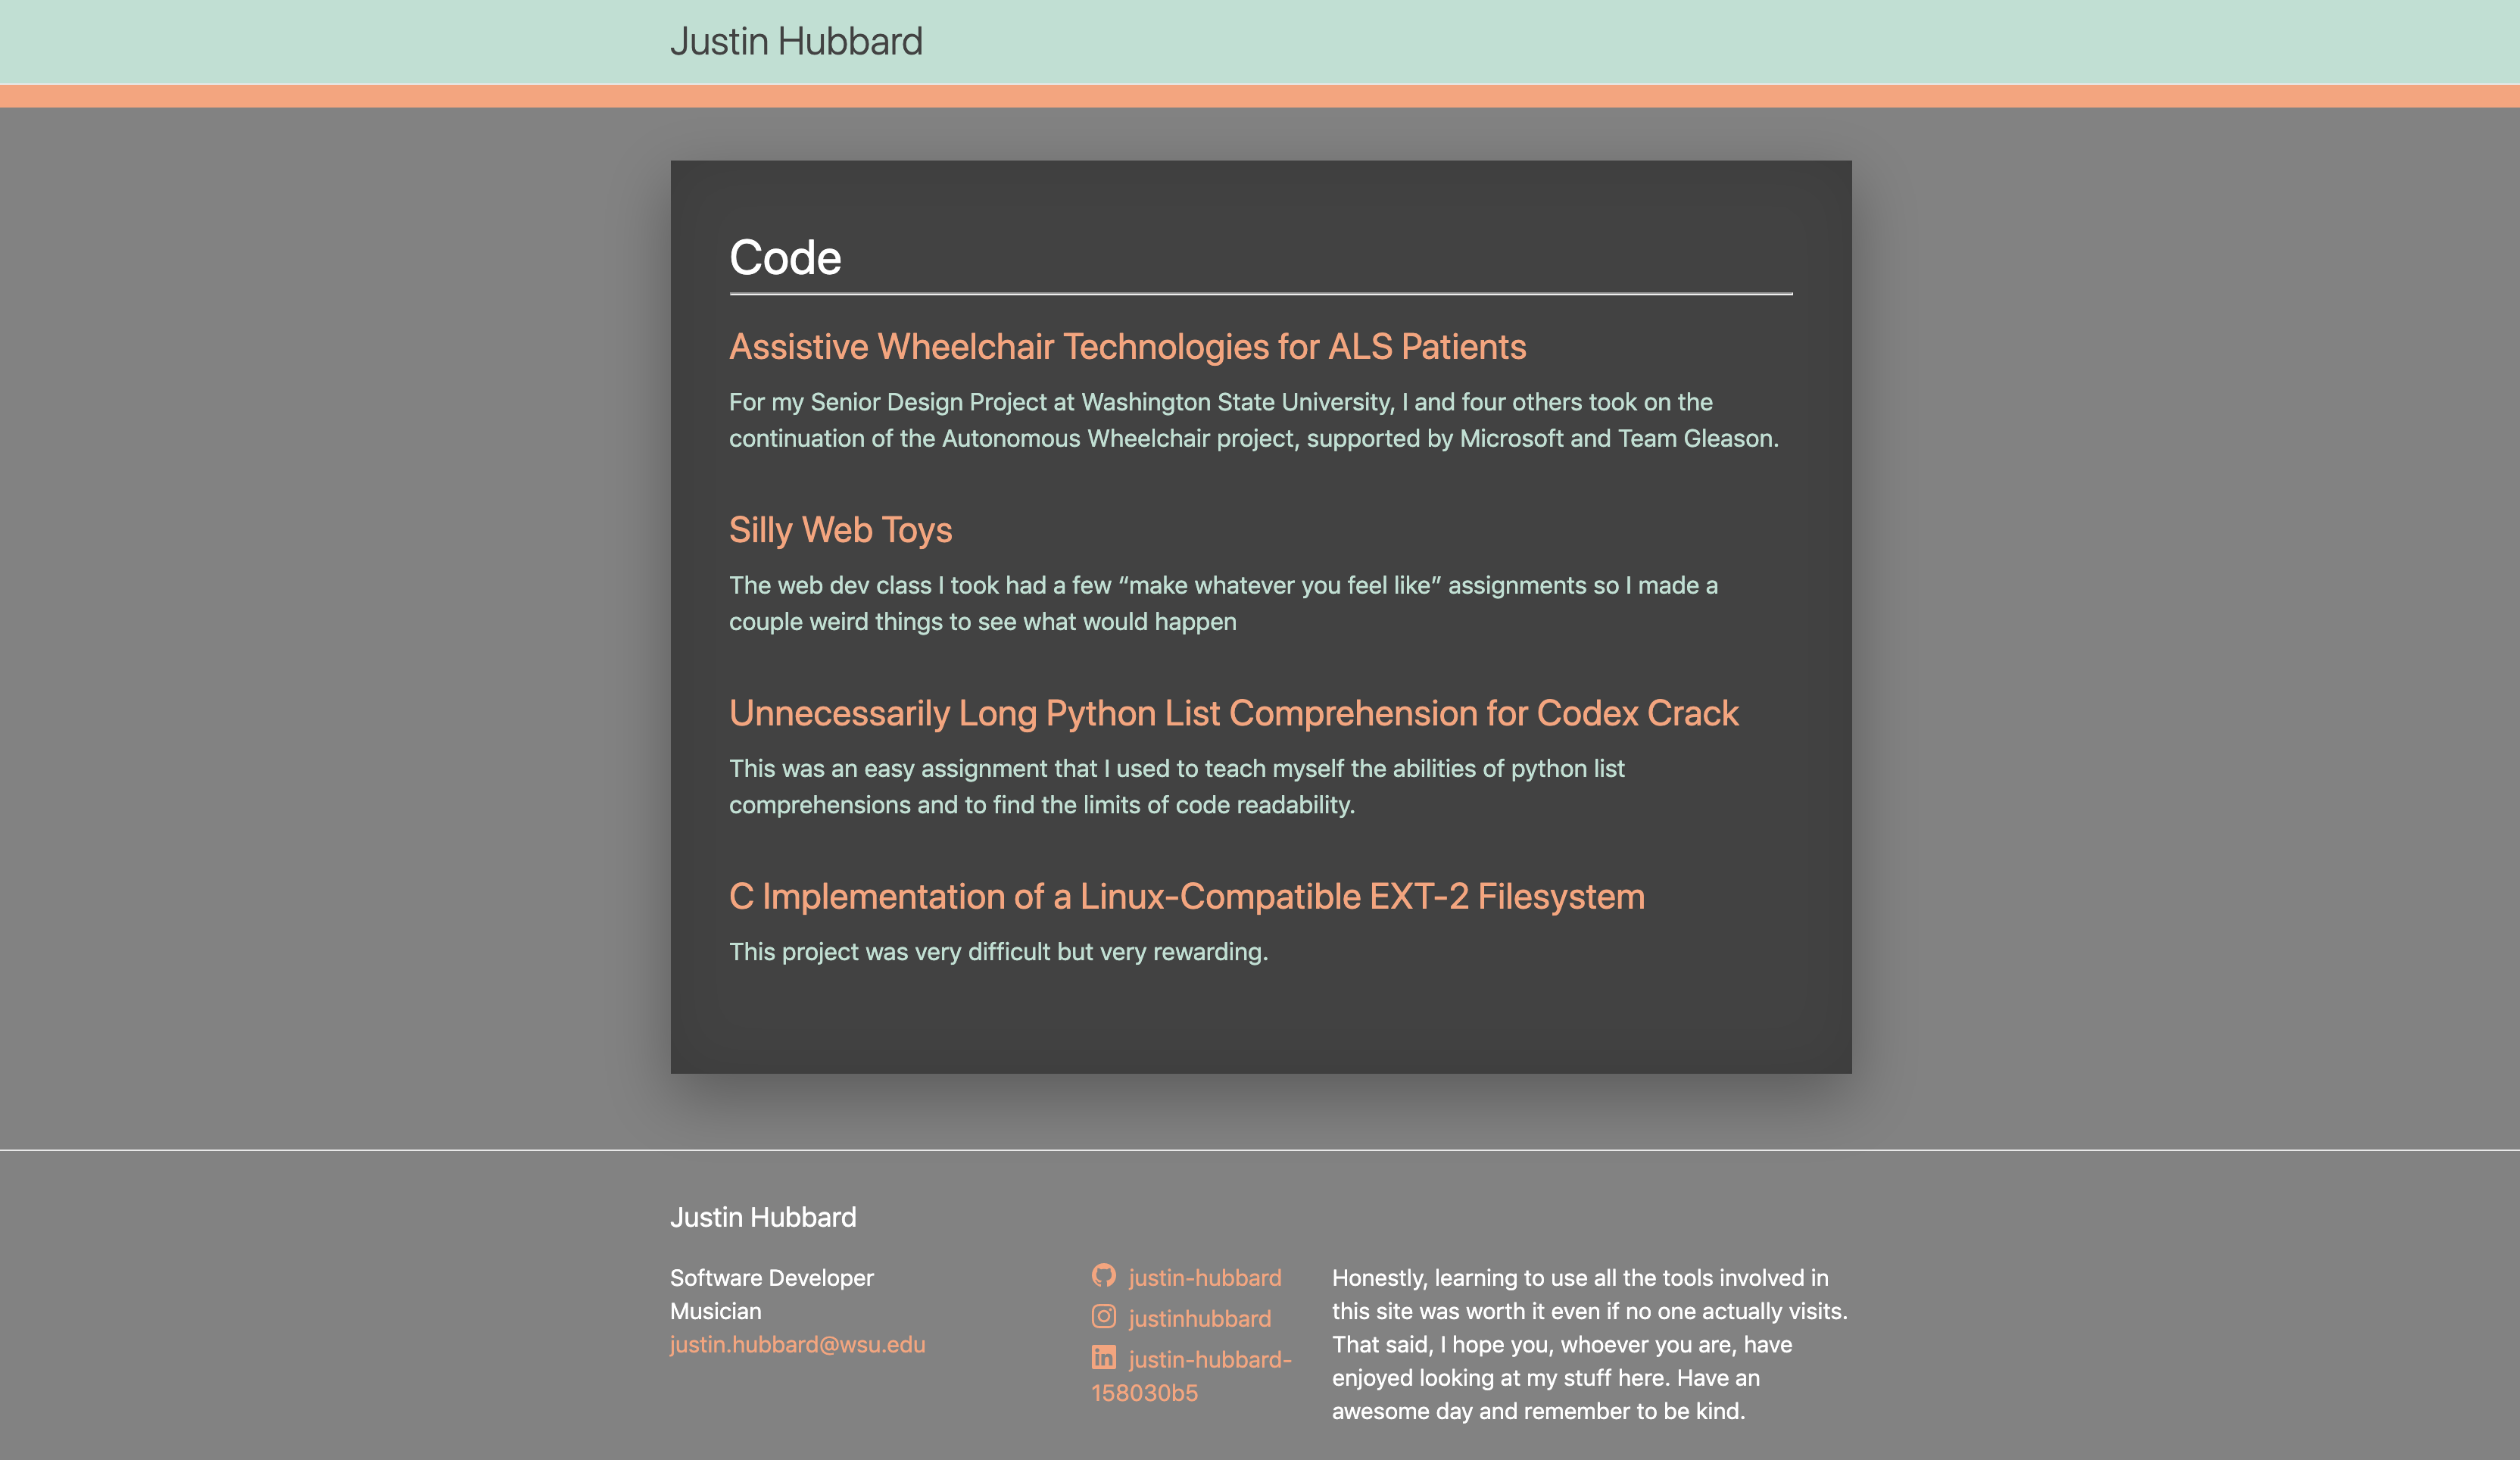 Justin Hubbard
Code
Assistive Wheelchair Technologies for ALS Patients
For my Senior Design Project at Washington State University, I and four others took on the
continuation of the Autonomous Wheelchair project, supported by Microsoft and Team Gleason.
Silly Web Toys
The web dev class I took had a few “make whatever you feel like” assignments so I made a
couple weird things to see what would happen
Unnecessarily Long Python List Comprehension for Codex Crack
This was an easy assignment that I used to teach myself the abilities of python list
comprehensions and to find the limits of code readability.
C Implementation of a Linux-Compatible EXT-2 Filesystem
This project was very difficult but very rewarding.
Justin Hubbard
Software Developer
Musician
justin.hubbard@wsu.edu
justin-hubbard
justinhubbard
justin-hubbard-
158030b5
Honestly, learning to use all the tools involved in
this site was worth it even if no one actually visits.
That said, I hope you, whoever you are, have
enjoyed looking at my stuff here. Have an
awesome day and remember to be kind.